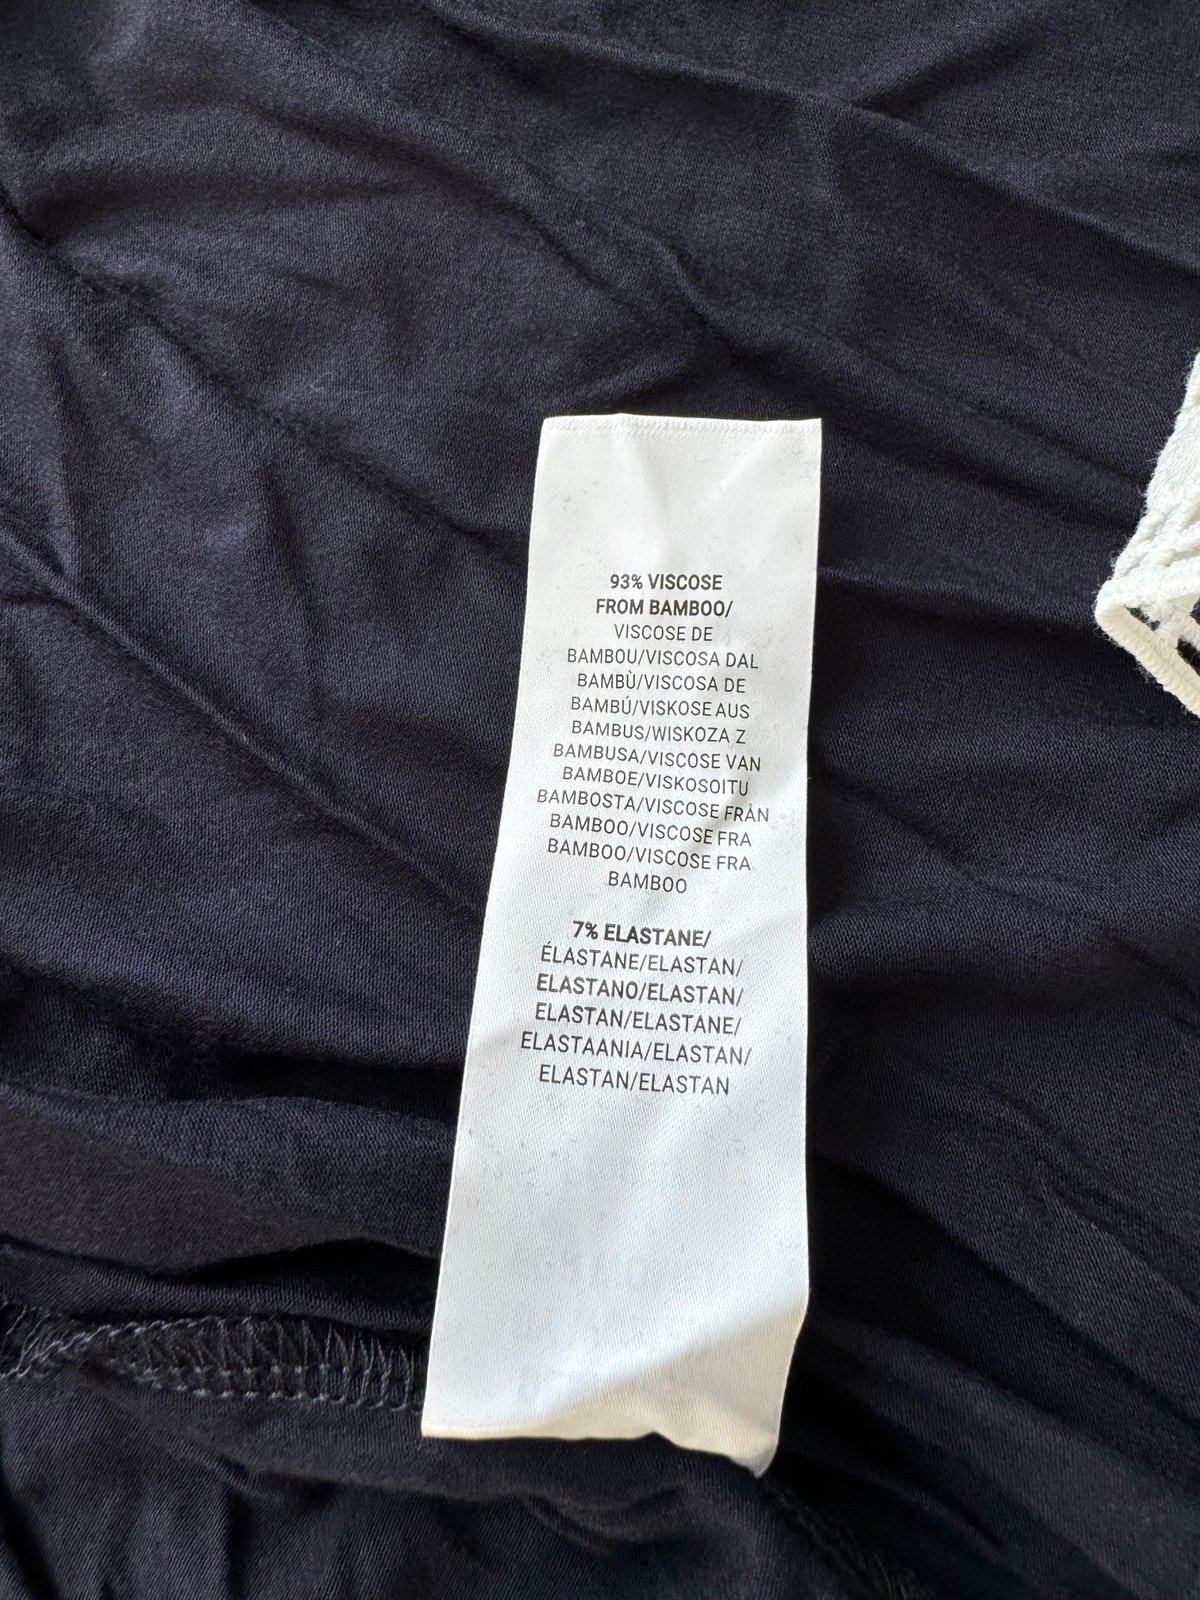 93% VISCOSE
FROM BAMBOO/
VISCOSE DE
BAMBOU/VISCOSA DAL
BAMBÙ/VISCOSA DE
BAMBÚ/VISKOSE AUS
BAMBUS/WISKOZA Z
BAMBUSA/VISCOSE VAN
BAMBOE/VISKOSOITU
BAMBOSTA/VISCOSE FRÅN
BAMBOO/VISCOSE FRA
BAMBOO/VISCOSE FRA
BAMBOO
7% ELASTANE/
ÉLASTANE/ELASTAN/
ELASTANO/ELASTAN/
ELASTAN/ELASTANE/
ELASTAANIA/ELASTAN/
ELASTAN/ELASTAN